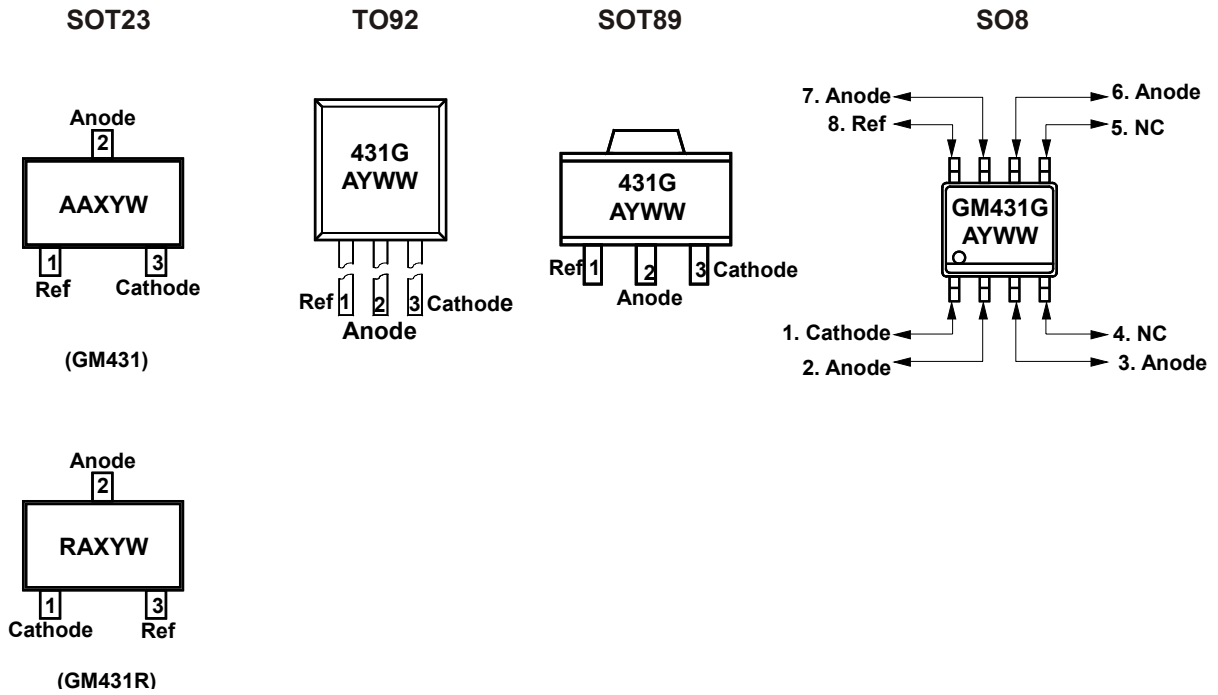 SOT23
TO92
SOT89
SO8
Anode
2
AAXYW
1
3
Ref
Cathode
(GM431)
431G
AYWW
Ref 1
2
3 Cathode
Anode
431G
AYWW
Ref 1
2
3 Cathode
Anode
7. Anode
6. Anode
8. Ref
5. NC
GM431G
AYWW
1. Cathode
4. NC
2. Anode
3. Anode
Anode
2
RAXYW
1
3
Cathode
Ref
(GM431R)